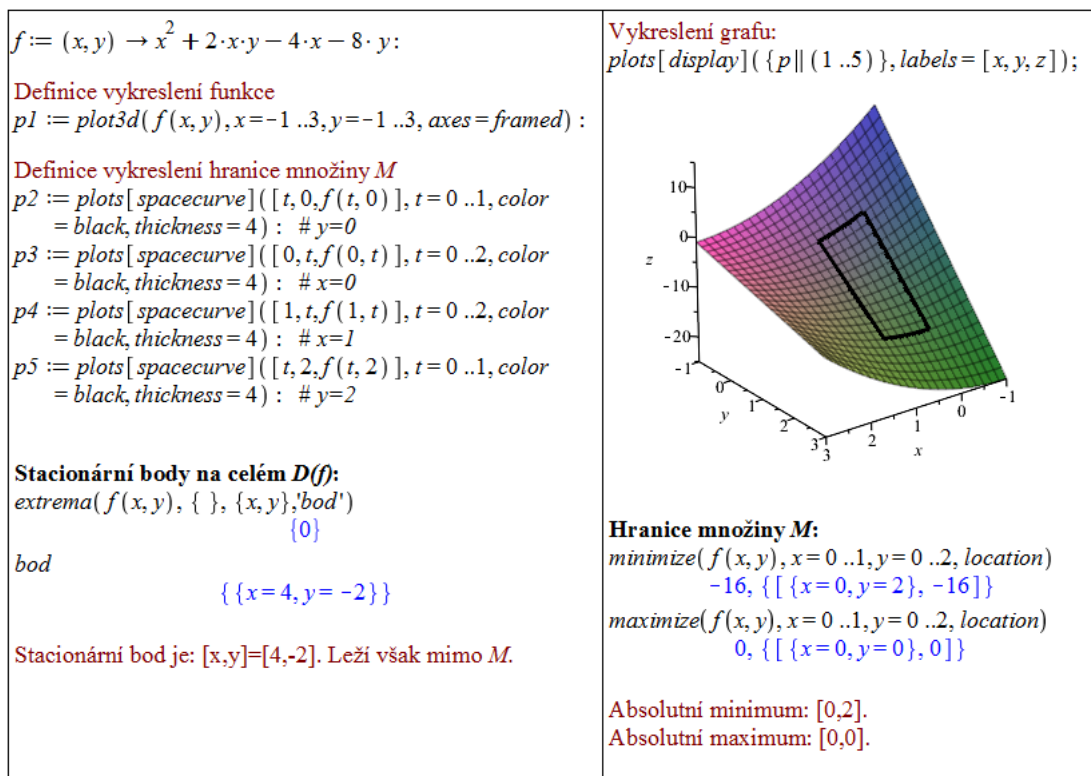 f := (x, y) → x² + 2·x·y − 4·x − 8· y:
Definice vykreslení funkce
p1 := plot3d(f(x, y), x=−1 ..3, y=−1 ..3, axes=framed) :
Definice vykreslení hranice množiny M
p2 := plots[spacecurve]([t, 0, f(t, 0)], t = 0 ..1, color
= black, thickness = 4) : # y=0
p3 := plots[spacecurve]([0, t, f(0, t)], t = 0 ..2, color
= black, thickness = 4) : # x=0
p4 := plots[spacecurve]([1, t, f(1, t)], t = 0 ..2, color
= black, thickness = 4) : # x=1
p5 := plots[spacecurve]([t, 2, f(t, 2)], t = 0 ..1, color
= black, thickness = 4) : # y=2
Stacionární body na celém D(f):
extrema(f(x, y), { }, {x, y},'bod')
{0}
bod
{ {x = 4, y = −2}}
Stacionární bod je: [x,y]=[4,-2]. Leží však mimo M.
Vykreslení grafu:
plots[display]({p|| (1 ..5) }, labels = [x, y, z]);
10
0
z
-10
-20
-1
0
y
1
2
3
3
2
1
x
0
-1
Hranice množiny M:
minimize(f(x, y), x = 0 ..1, y = 0 ..2, location)
−16, {[ {x = 0, y = 2}, −16]}
maximize(f(x, y), x = 0 ..1, y = 0 ..2, location)
0, {[ {x = 0, y = 0}, 0]}
Absolutní minimum: [0,2].
Absolutní maximum: [0,0].